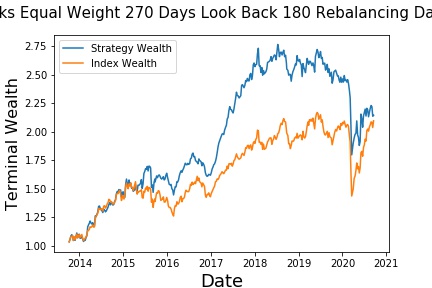 ks Equal Weight 270 Days Look Back 180 Rebalancing Da
Strategy Wealth
Index Wealth
Terminal Wealth
2.75
2.50
2.25
2.00
1.75
1.50
1.25
1.00
2014 2015 2016 2017 2018 2019 2020 2021
Date